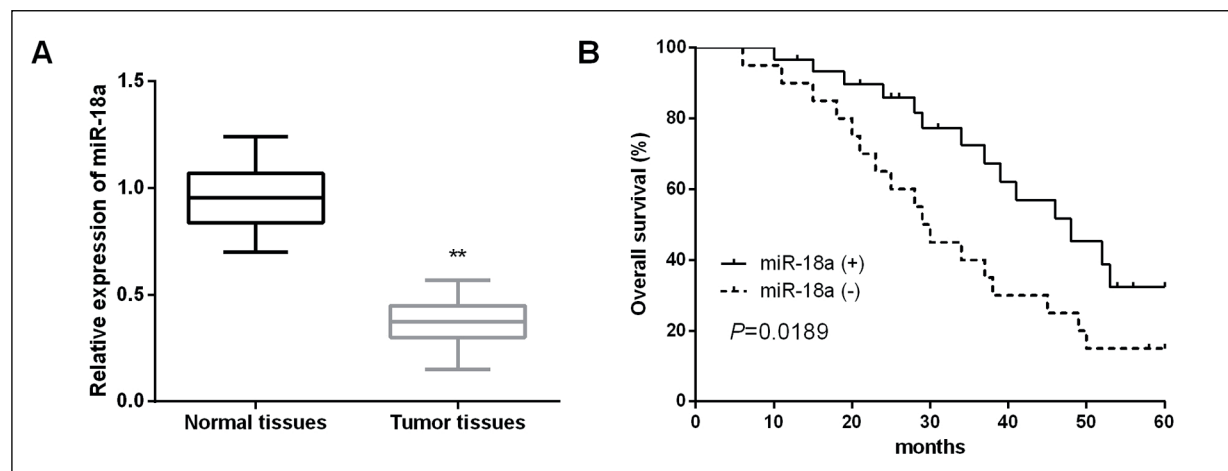 A
Relative expression of miR-18a
1.5
1.0
0.5
0.0
**
Normal tissues
Tumor tissues
B
Overall survival (%)
100
80
60
40
20
0
miR-18a (+)
miR-18a (-)
P=0.0189
0 10 20 30 40 50 60
months